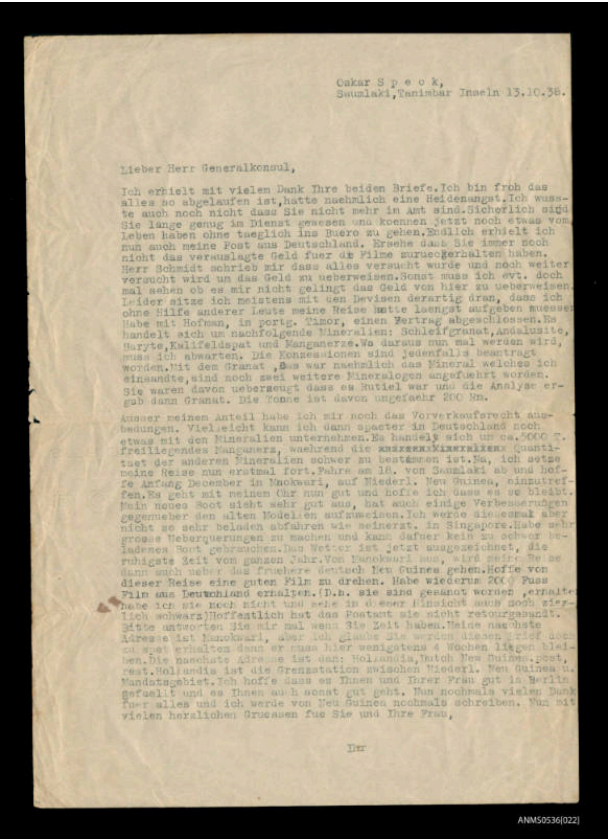 Oskar S p e c k,
Saumlaki,Tanimbar Inseln 13.10.38.
Lieber Herr Generalkonsul,
Ich erhielt mit vielen Dank Ihre beiden Briefe.Ich bin froh das
alles so abgelaufen ist,hatte naehmlich eine Heidenangst.Ich wuss-
te auch noch nicht dass Sie nicht mehr im Amt sind.Sicherlich sind
Sie lange genug im Dienst gewesen und koennen jetzt noch etwas vom
Leben haben ohne taeglich ins Buero zu gehen.Endlich erhielt ich
nun auch meine Post aus Deutschland. Ersehe dass Sie immer noch
nicht das verauslagte Geld fuer die Filme zurueckerhalten haben.
Herr Schmidt schrieb mir dass alles versucht wurde und noch weiter
versucht wird um das Geld zu ueberweisen.Sonst muss ich evt. doch
mal sehen ob es mir nicht gelingt das Geld von hier zu ueberweisen.
Leider sitze ich meistens mit den Devisen derartig dran, dass ich
ohne Hilfe anderer Leute meine Reise hatte laengst aufgeben muessen
Habe mit Hofman, in portg. Timor, einen Vertrag abgeschlossen.Es
handelt sich um nachfolgende Mineralien: Schleifgranat,Andalusite,
Baryte,Kalifeldspat und Manganerze.Wo daraus nun mal werden wird,
muss ich abwarten. Die Konzessionen sind jedenfalls beantragt
worden.Mit dem Granat ,das war naehmlich das Mineral welches ich
einsandte,sind noch zwei weitere Mineralogen angefuehrt worden.
Sie waren davon ueberzeugt dass es Rutiel war und die Analyse er-
gab dann Granat. Die Tonne ist davon ungefaehr 200 Rm.
Ausser meinem Anteil habe ich mir noch das Vorverkaufsrecht aus-
bedungen. Vielleicht kann ich dann spaeter in Deutschland noch
etwas mit den Mineralien unternehmen.Es handelt sich um ca.5000 T.
freiliegendes Manganerz, waehrend die Quanti-
taet der anderen Mineralien schwer zu bestimmen ist.Na, ich setze
meine Reise nun erstmal fort.Fahre am 18. von Saumlaki ab und hof-
fe Anfang December in Manokwari, auf Niederl. Neu Guinea, einzutref-
fen.Es geht mit meinem Ohr nun gut und hoffe ich dass es so bleibt.
Mein neues Boot sieht sehr gut aus, hat auch einige Verbesserungen
gegenueber den alten Modellen aufzuweisen.Ich werde siesesmal aber
nicht so sehr beladen abfahren wie seinerzt. in Singapore.Habe sehr
grosse Ueberquerungen zu machen und kann dafuer kein zu schwer be-
ladenes Boot gebrauchen.Das Wetter ist jetzt ausgezeichnet, die
ruhigste Zeit vom ganzen Jahr.Von Manokwari aus, wird meine Reise
dann auch ueber das fruehere deutsch Neu Guinea gehen.Hoffe von
dieser Reise eine guten Film zu drehen. Habe wiederum 200 Fuss
Film aus Deutschland erhalten.(D.h. sie sind gesandt worden ,erhalten
habe ich sie noch nicht und sehe in dieser Hinsicht auch noch zier-
lich schwarz)Hoffentlich hat das Postamt sie nicht retourgesandt.
Bitte antworten Sie mir mal wenn Sie Zeit haben.Meine naechste
Adresse ist Manokwari, aber ich glaube Sie werden diesen Brief doch
zu spaet erhalten denn er muss hier wenigstens 4 Wochen liegen blei-
ben.Die naechste Adresse ist dan: Hollandia,Dutch New Guinea.post,
rest.Hollandia ist die Grenzstation zwischen Niederl. Neu Guinea u.
Mandatsgebiet.Ich hoffe dass es Ihnen und Ihrer Frau gut in Berlin
gefaellt und es Ihnen auch sonst gut geht. Nun nochmals vielen Dank
fuer alles und ich werde von Neu Guinea nochmals schreiben. Nun mit
vielen herzlichen Gruessen fue Sie und Ihre Frau,
Ihr
ANMS0536[022]